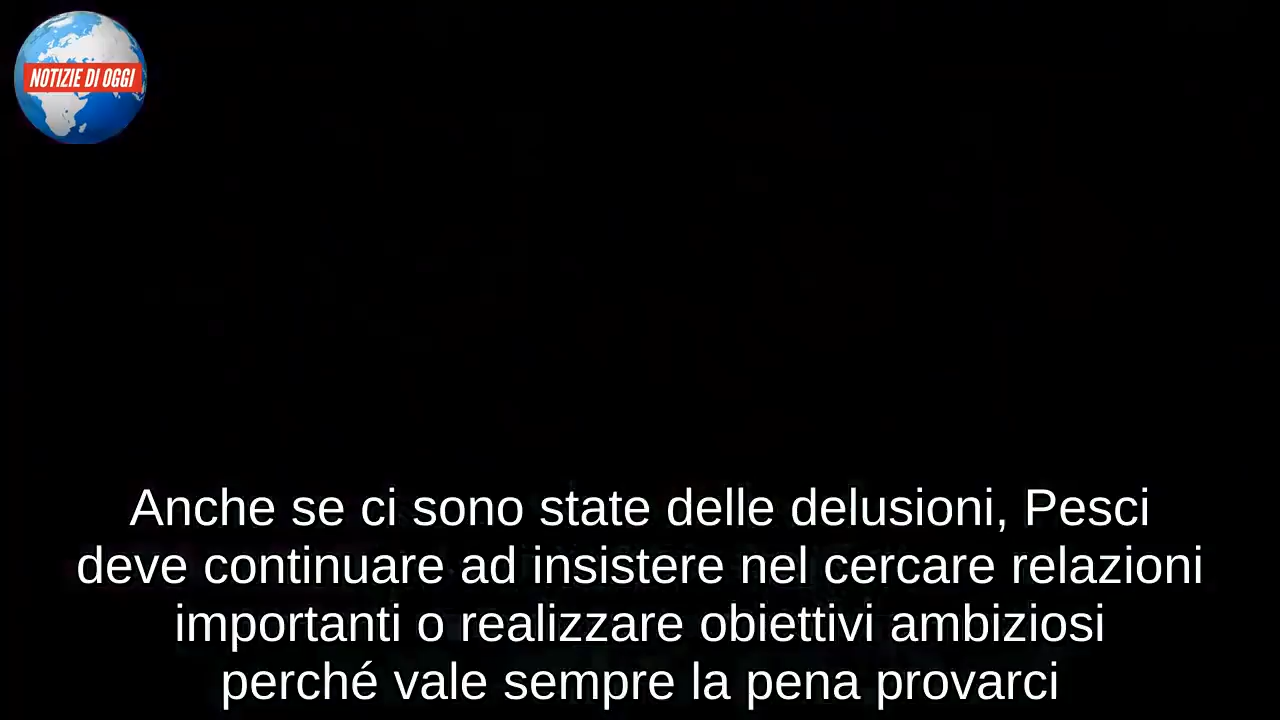 NOTIZIE DI OGGI
Anche se ci sono state delle delusioni, Pesci
deve continuare ad insistere nel cercare relazioni
importanti o realizzare obiettivi ambiziosi
perché vale sempre la pena provarci